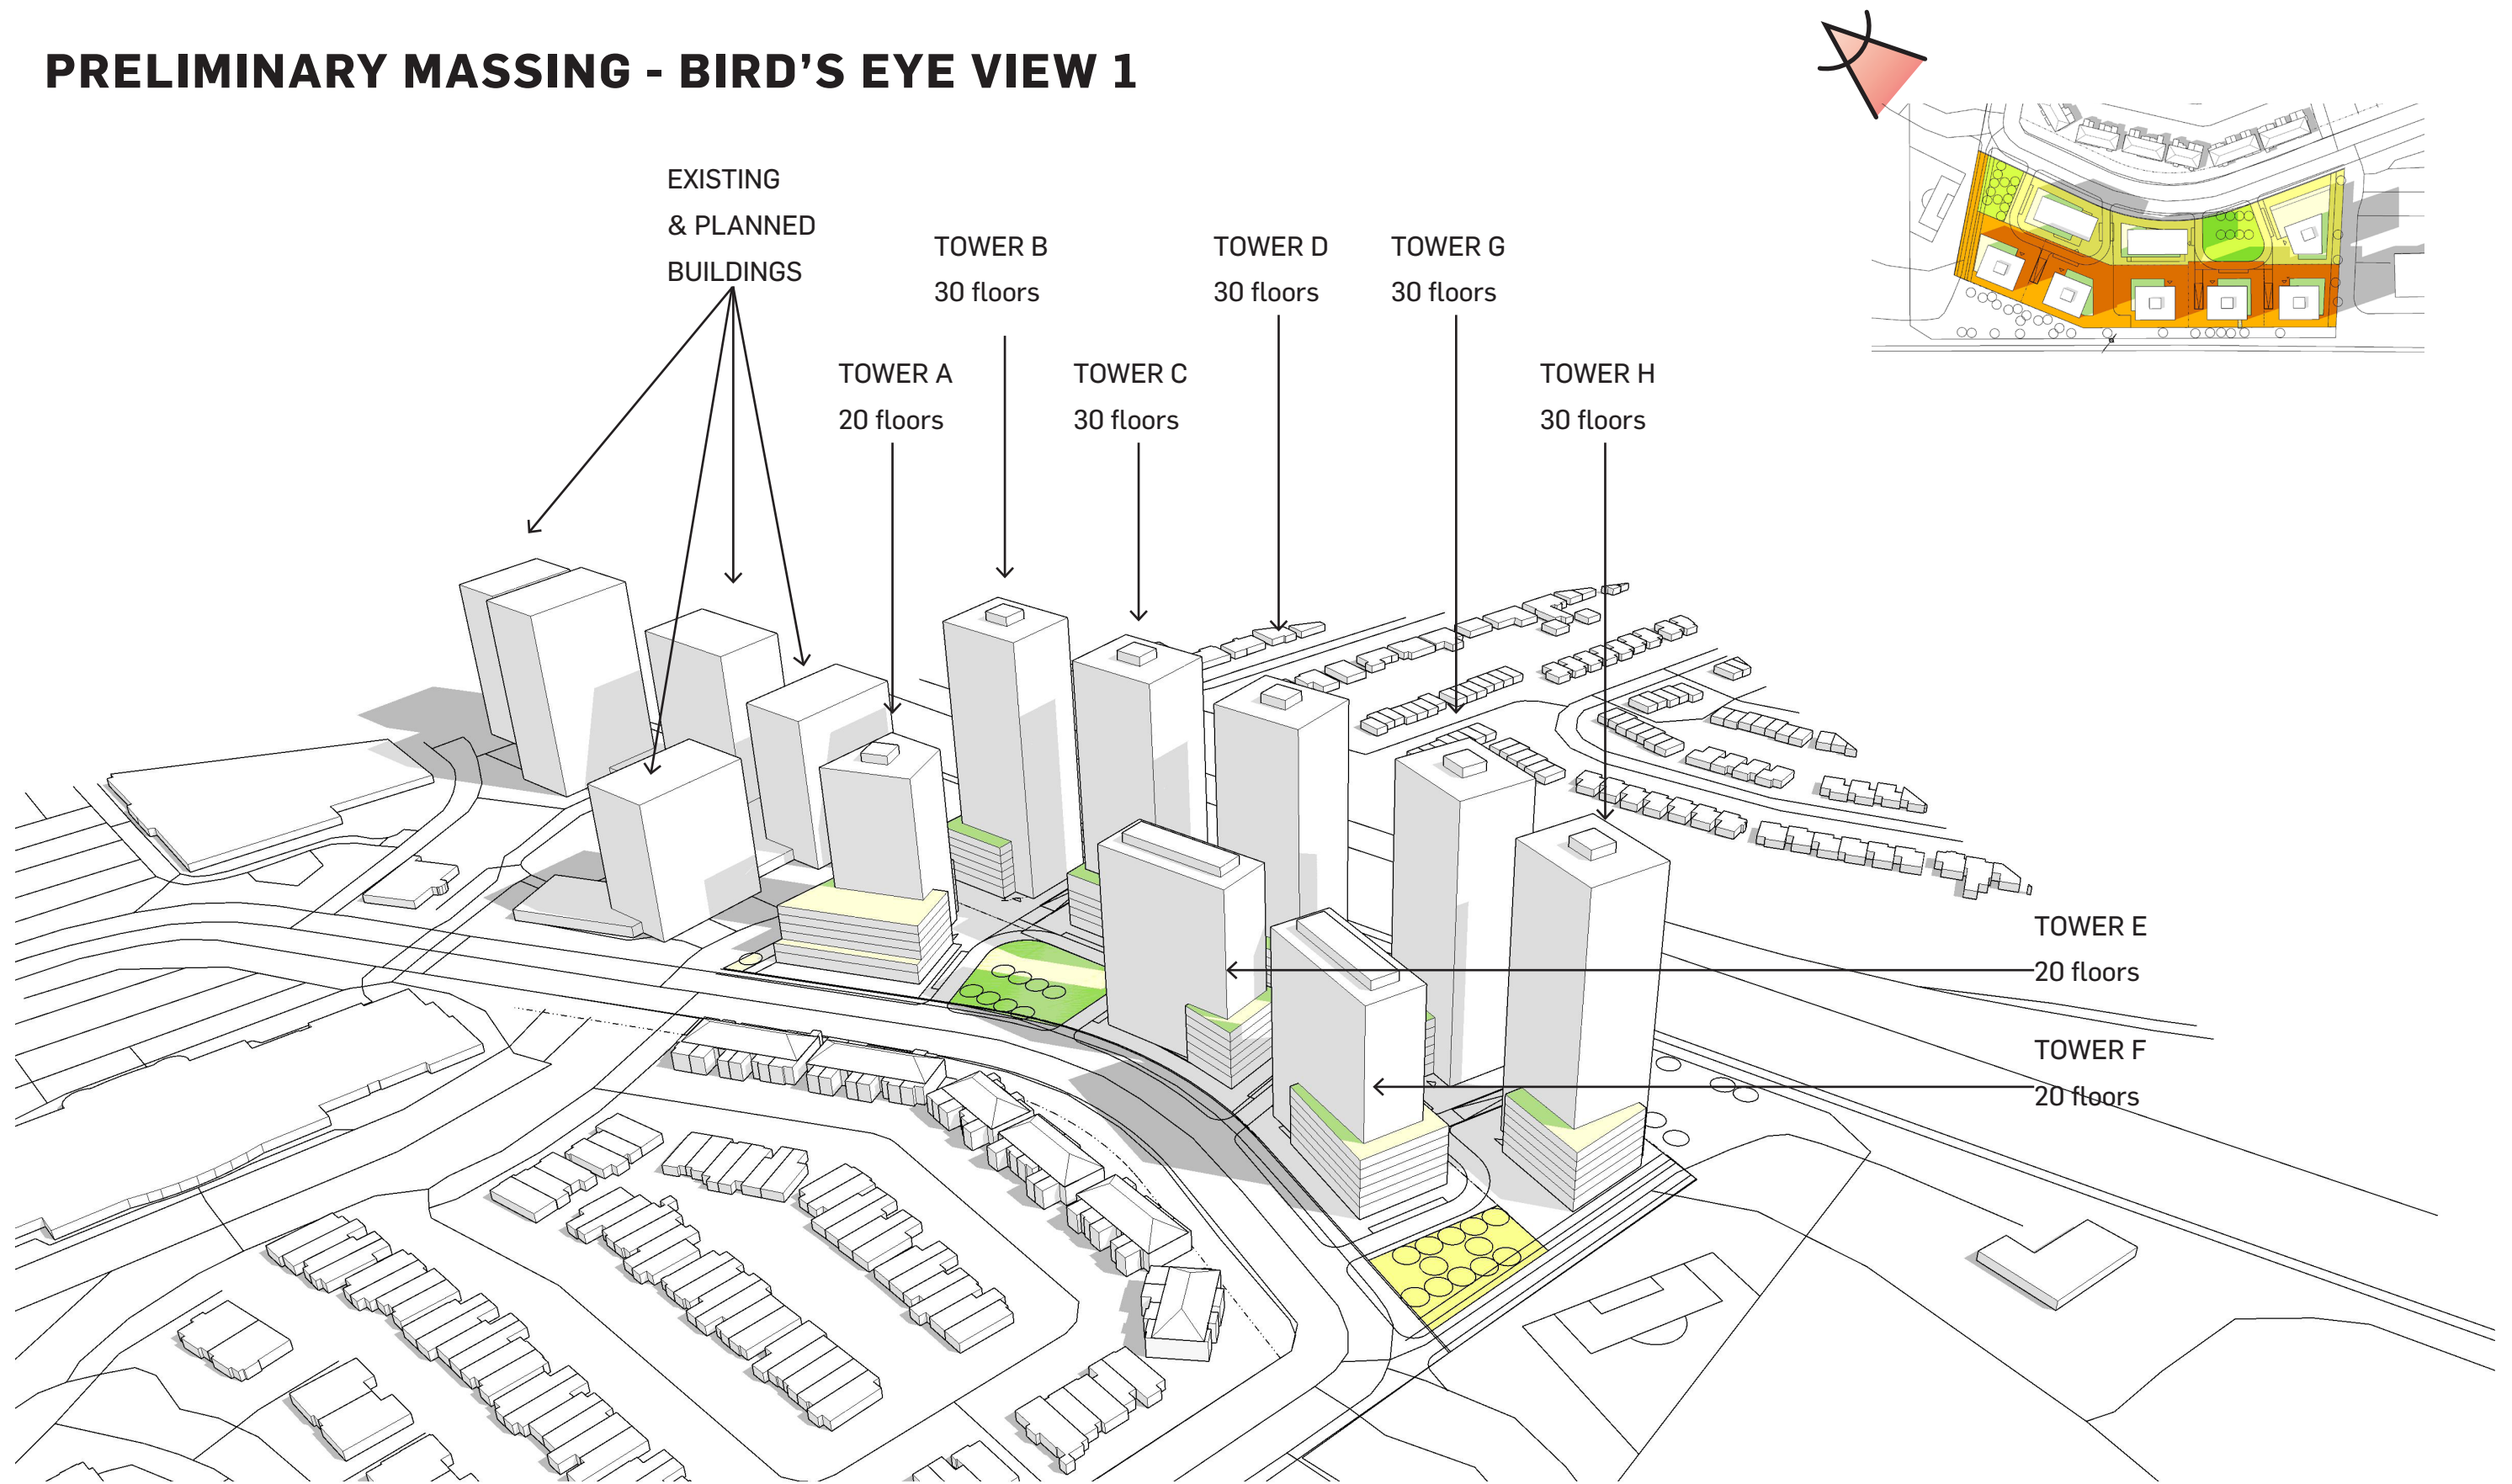 PRELIMINARY MASSING - BIRD'S EYE VIEW 1
EXISTING
& PLANNED
BUILDINGS
TOWER B
30 floors
TOWER D
30 floors
TOWER G
30 floors
TOWER A
20 floors
TOWER C
30 floors
TOWER H
30 floors
TOWER E
20 floors
TOWER F
20 floors